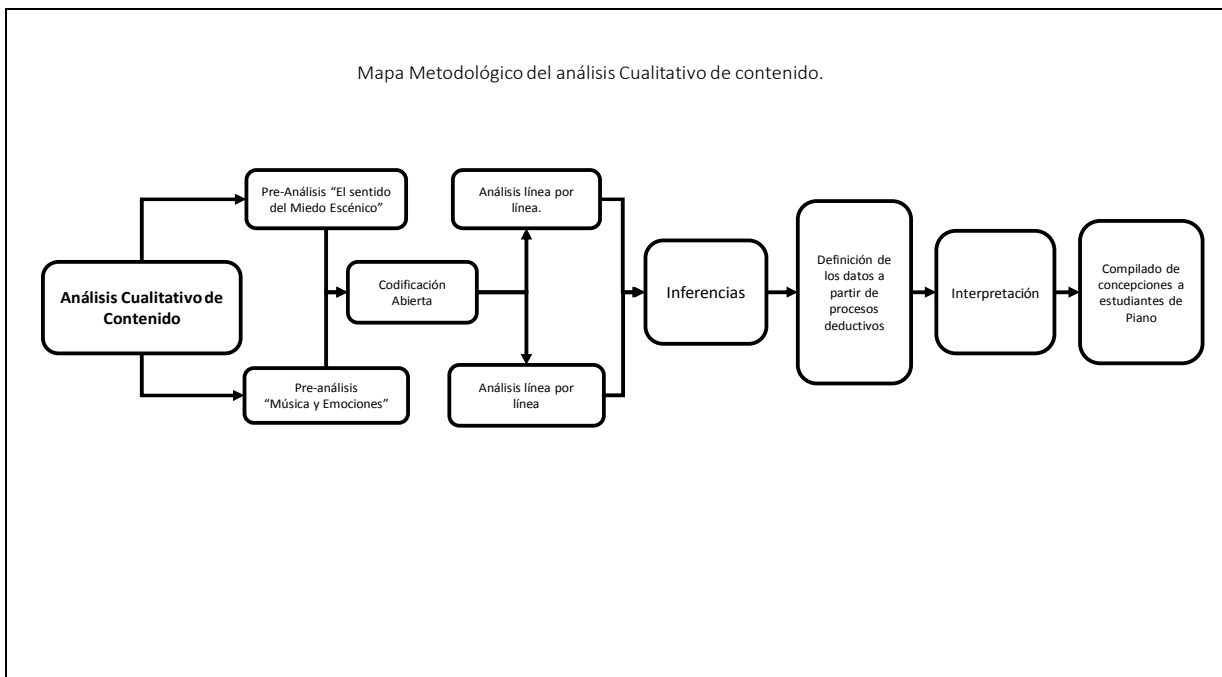 Mapa Metodológico del análisis Cualitativo de contenido.
Análisis Cualitativo de
Contenido
Pre-Análisis “El sentido
del Miedo Escénico”
Pre-análisis
“Música y Emociones”
Codificación
Abierta
Análisis línea por
línea.
Análisis línea por
línea
Inferencias
Definición de
los datos a
partir de
procesos
deductivos
Interpretación
Compilado de
concepciones a
estudiantes de
Piano